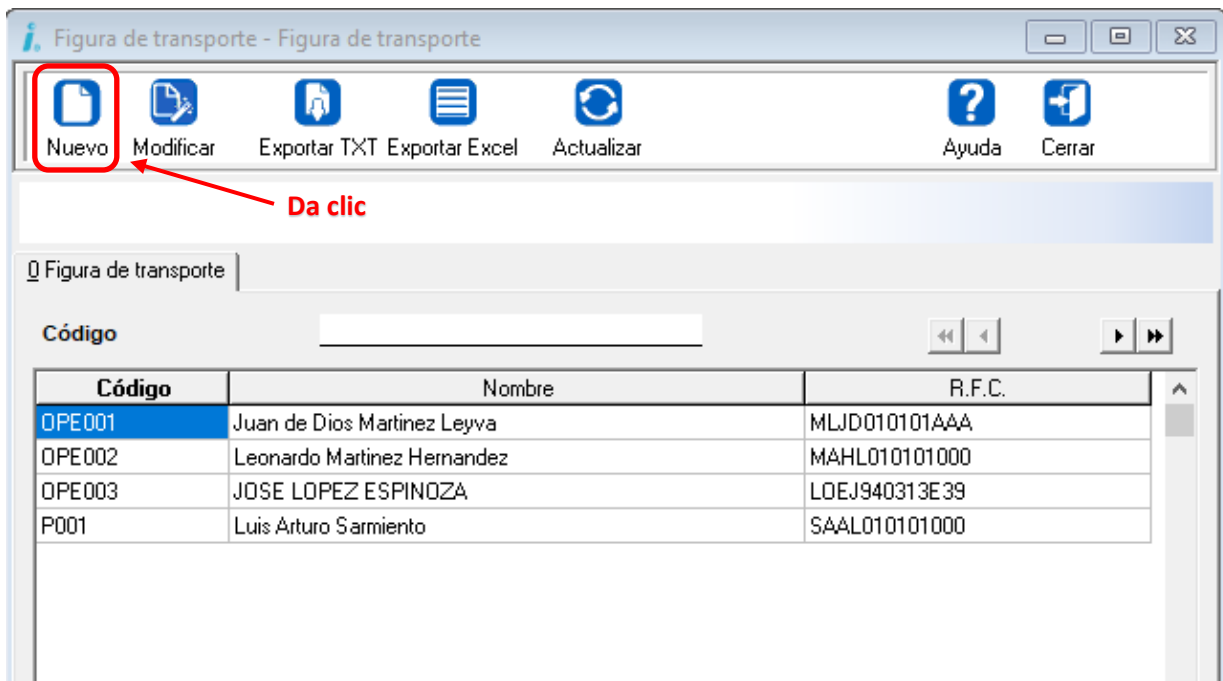 Figura de transporte - Figura de transporte
Nuevo Modificar Exportar TXT Exportar Excel Actualizar Ayuda Cerrar
Da clic
0 Figura de transporte
Código
Código Nombre R.F.C.
OPE001 Juan de Dios Martinez Leyva MLJD010101AAA
OPE002 Leonardo Martinez Hernandez MAHL010101000
OPE003 JOSE LOPEZ ESPINOZA LOEJ940313E39
P001 Luis Arturo Sarmiento SAAL010101000